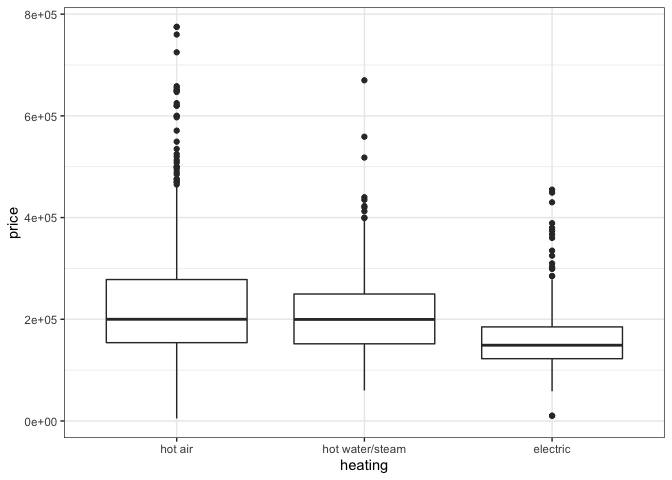 8e+05
6e+05
4e+05
2e+05
0e+00
price
hot air
hot water/steam
electric
heating